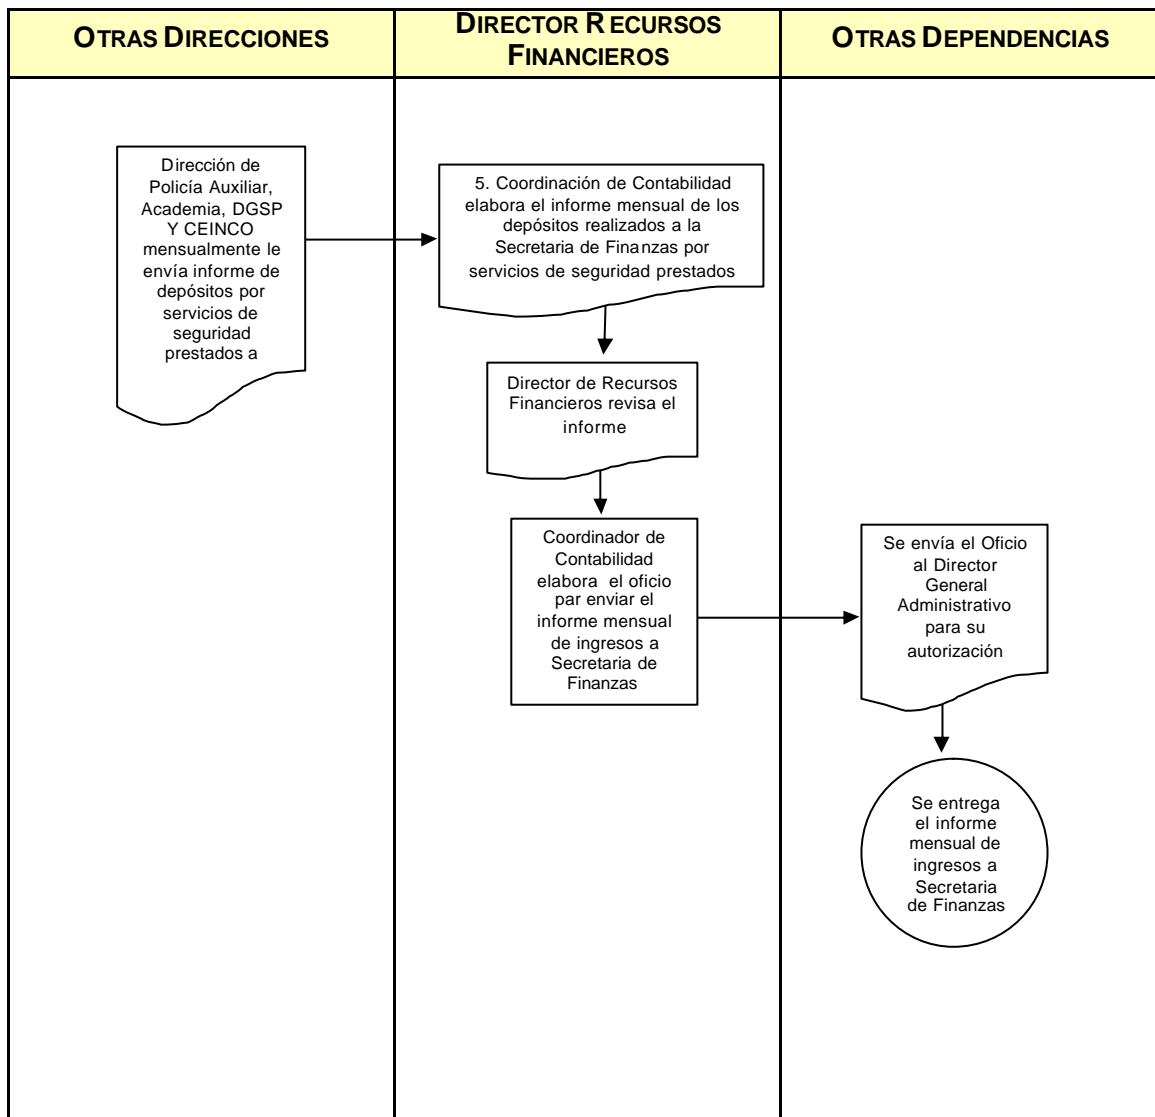 OTRAS DIRECCIONES
DIRECTOR RECURSOS
FINANCIEROS
OTRAS DEPENDENCIAS
Dirección de
Policía Auxiliar,
Academia, DGSP
Y CEINCO
mensualmente le
envía informe de
depósitos por
servicios de
seguridad
prestados a
5. Coordinación de Contabilidad
elabora el informe mensual de los
depósitos realizados a la
Secretaria de Finanzas por
servicios de seguridad prestados
Director de Recursos
Financieros revisa el
informe
Coordinador de
Contabilidad
elabora el oficio
par enviar el
informe mensual
de ingresos a
Secretaria de
Finanzas
Se envía el Oficio
al Director
General
Administrativo
para su
autorización
Se entrega
el informe
mensual de
ingresos a
Secretaria
de Finanzas